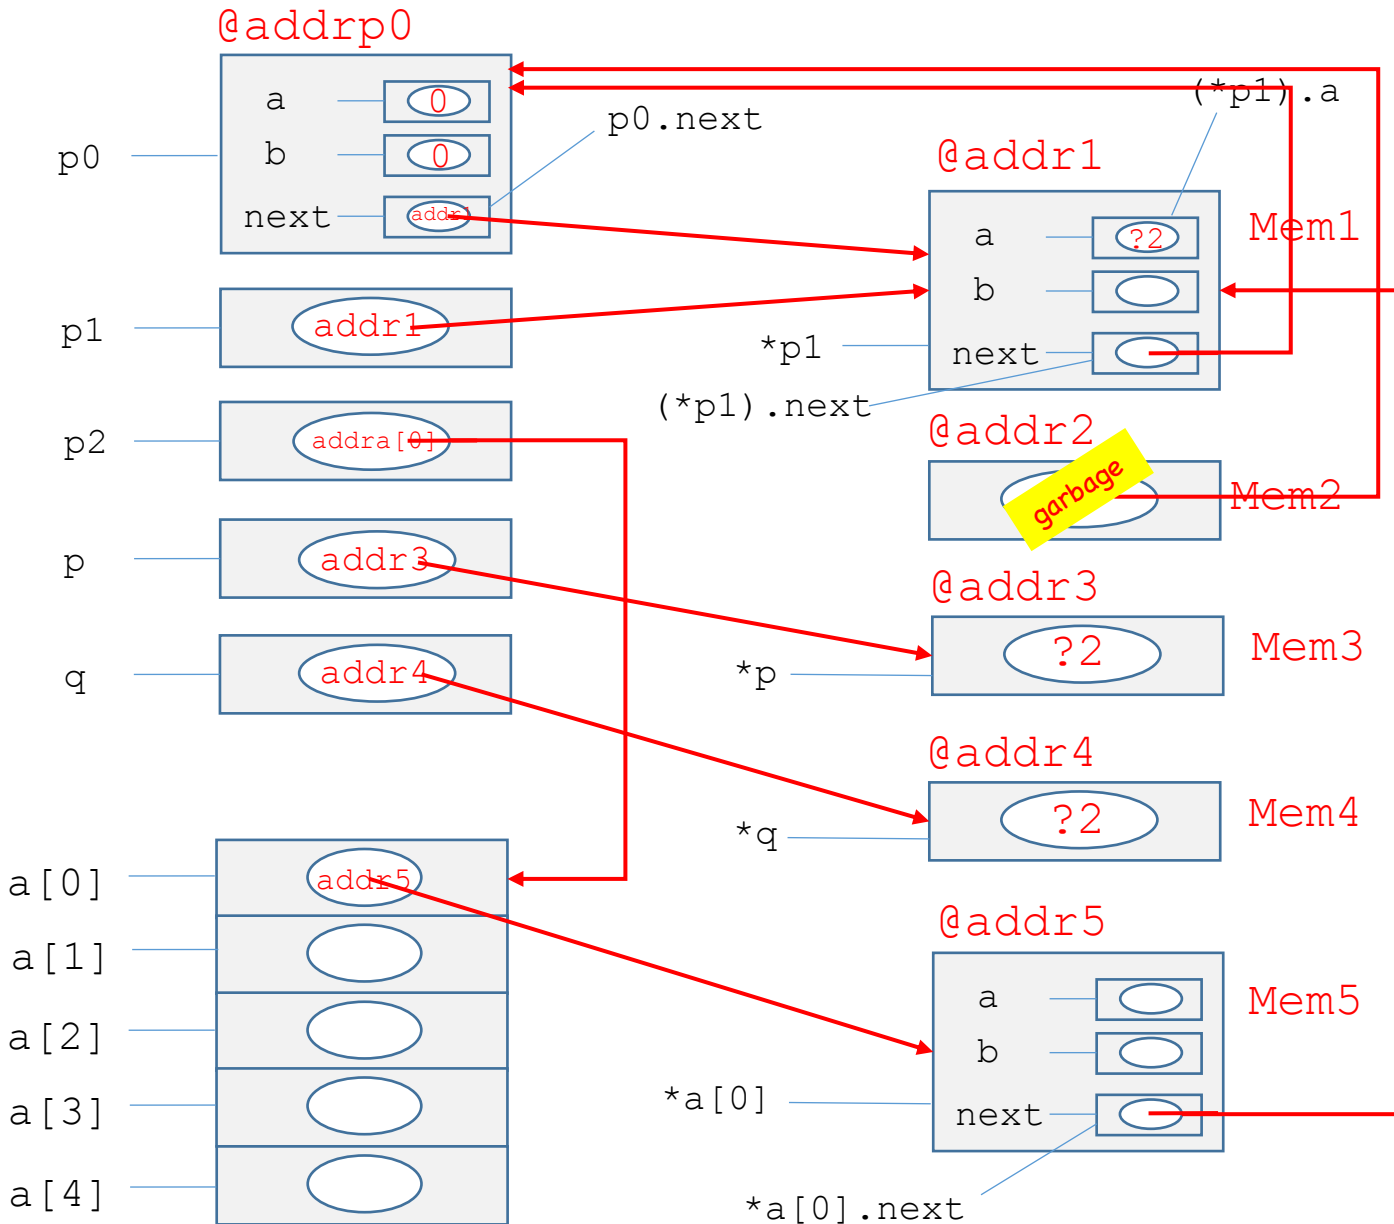 @addrp0
a 0
b 0
next addr1
p0
p0.next
(*p1).a
@addr1
Mem1
a ?2
b
next
*p1
(*p1).next
p1 addr1
p2 addra[0]
@addr2
garbage
Mem2
p addr3
@addr3
?2
Mem3
*p
q addr4
@addr4
?2
Mem4
*q
a[0] addr5
a[1]
a[2]
a[3]
a[4]
@addr5
Mem5
a
b
next
*a[0]
*a[0].next